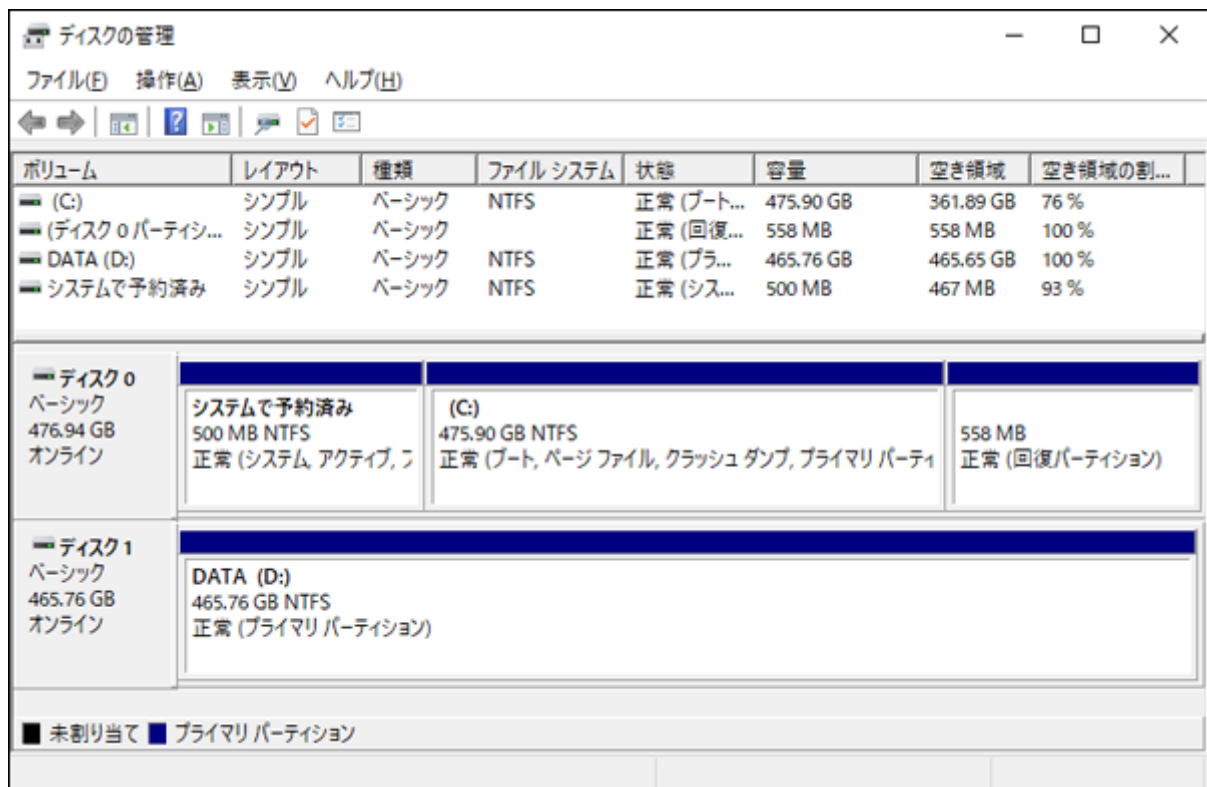 ディスクの管理
ファイル(F) 操作(A) 表示(V) ヘルプ(H)
ボリューム レイアウト 種類 ファイル システム 状態 容量 空き領域 空き領域の割...
(C:) シンプル ベーシック NTFS 正常 (ブート... 475.90 GB 361.89 GB 76 %
(ディスク 0 パーティシ... シンプル ベーシック 正常 (回復... 558 MB 558 MB 100 %
DATA (D:) シンプル ベーシック NTFS 正常 (プラ... 465.76 GB 465.65 GB 100 %
システムで予約済み シンプル ベーシック NTFS 正常 (シス... 500 MB 467 MB 93 %
ディスク 0
ベーシック
476.94 GB
オンライン
システムで予約済み
500 MB NTFS
正常 (システム, アクティブ, フ
(C:)
475.90 GB NTFS
正常 (ブート, ページ ファイル, クラッシュ ダンプ, プライマリ パーティ
558 MB
正常 (回復パーティション)
ディスク 1
ベーシック
465.76 GB
オンライン
DATA (D:)
465.76 GB NTFS
正常 (プライマリ パーティション)
未割り当て プライマリ パーティション